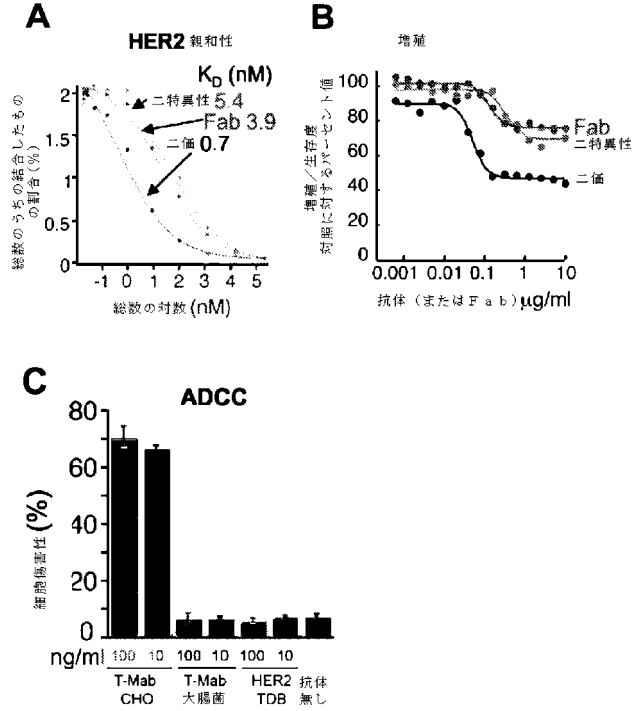 A
HER2 親和性
K_D (nM)
二特異性 5.4
Fab 3.9
二価 0.7
総数のうちの結合したもの
の割合(%)
2
1.5
1
0.5
0
-1 0 1 2 3 4 5
総数の対数 (nM)
B
増殖
増殖/生存度
対照に対するパーセント値
100
80
60
40
20
0
Fab
二特異性
二価
0.001 0.01 0.1 1 10
抗体 (またはFab) μg/ml
C
ADCC
細胞傷害性 (%)
80
60
40
20
0
ng/ml 100 10 100 10 100 10
T-Mab T-Mab HER2 抗体
CHO 大腸菌 TDB 無し